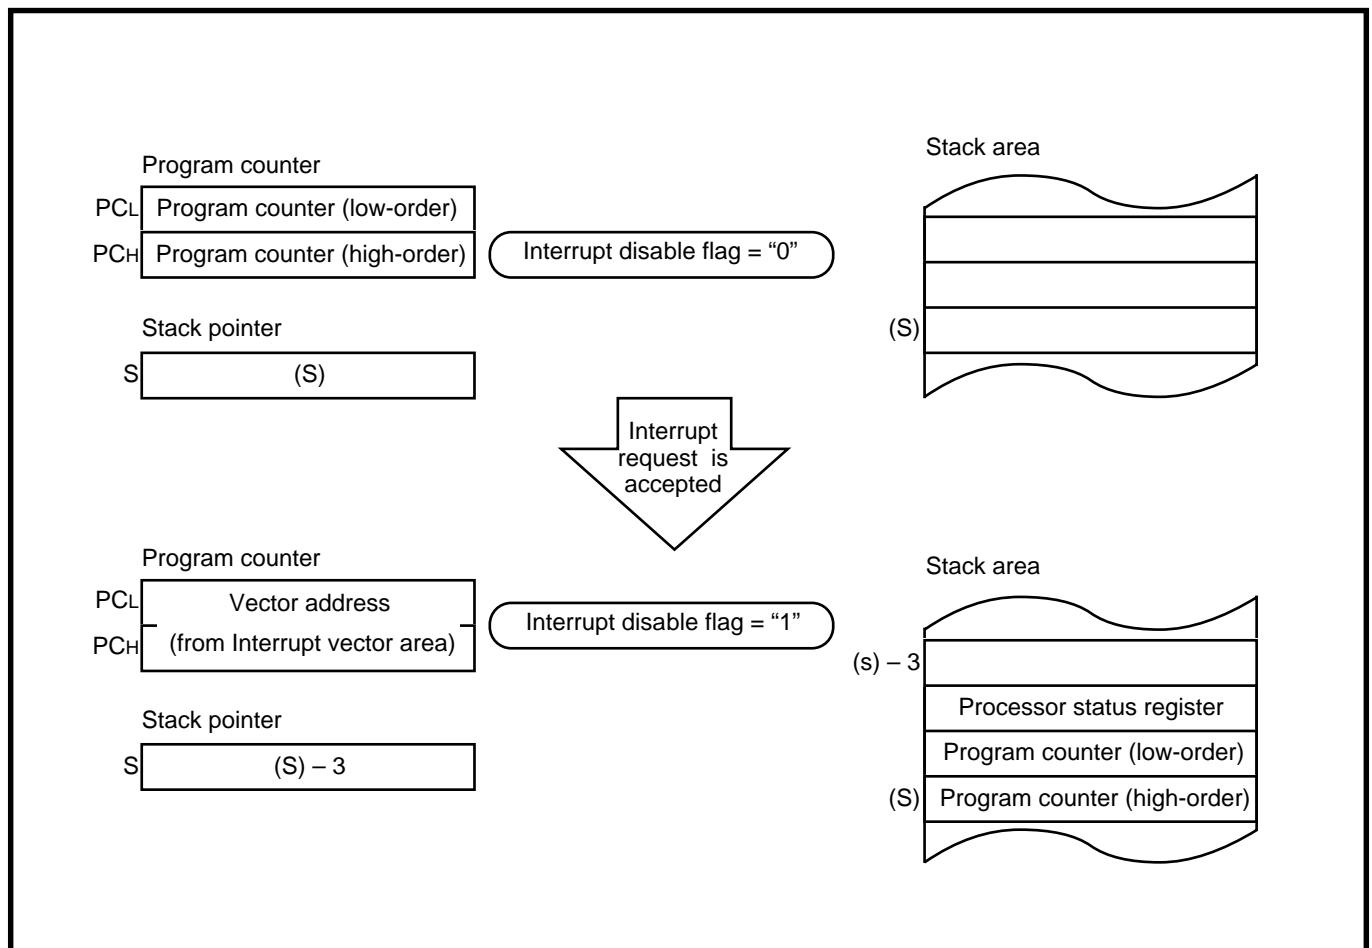 Program counter
PCL Program counter (low-order)
PCH Program counter (high-order)
Interrupt disable flag = “0”
Stack pointer
S (S)
Stack area
(S)
Interrupt
request is
accepted
Program counter
PCL Vector address
PCH (from Interrupt vector area)
Interrupt disable flag = “1”
Stack pointer
S (S) – 3
Stack area
(s) – 3
Processor status register
Program counter (low-order)
(S) Program counter (high-order)